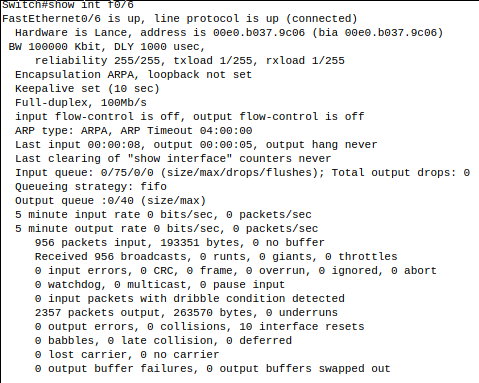 Switch#show int f0/6
FastEthernet0/6 is up, line protocol is up (connected)
Hardware is Lance, address is 00e0.b037.9c06 (bia 00e0.b037.9c06)
BW 100000 Kbit, DLY 1000 usec,
reliability 255/255, txload 1/255, rxload 1/255
Encapsulation ARPA, loopback not set
Keepalive set (10 sec)
Full-duplex, 100Mb/s
input flow-control is off, output flow-control is off
ARP type: ARPA, ARP Timeout 04:00:00
Last input 00:00:08, output 00:00:05, output hang never
Last clearing of "show interface" counters never
Input queue: 0/75/0/0 (size/max/drops/flushes); Total output drops: 0
Queueing strategy: fifo
Output queue :0/40 (size/max)
5 minute input rate 0 bits/sec, 0 packets/sec
5 minute output rate 0 bits/sec, 0 packets/sec
956 packets input, 193351 bytes, 0 no buffer
Received 956 broadcasts, 0 runts, 0 giants, 0 throttles
0 input errors, 0 CRC, 0 frame, 0 overrun, 0 ignored, 0 abort
0 watchdog, 0 multicast, 0 pause input
0 input packets with dribble condition detected
2357 packets output, 263570 bytes, 0 underruns
0 output errors, 0 collisions, 10 interface resets
0 babbles, 0 late collision, 0 deferred
0 lost carrier, 0 no carrier
0 output buffer failures, 0 output buffers swapped out